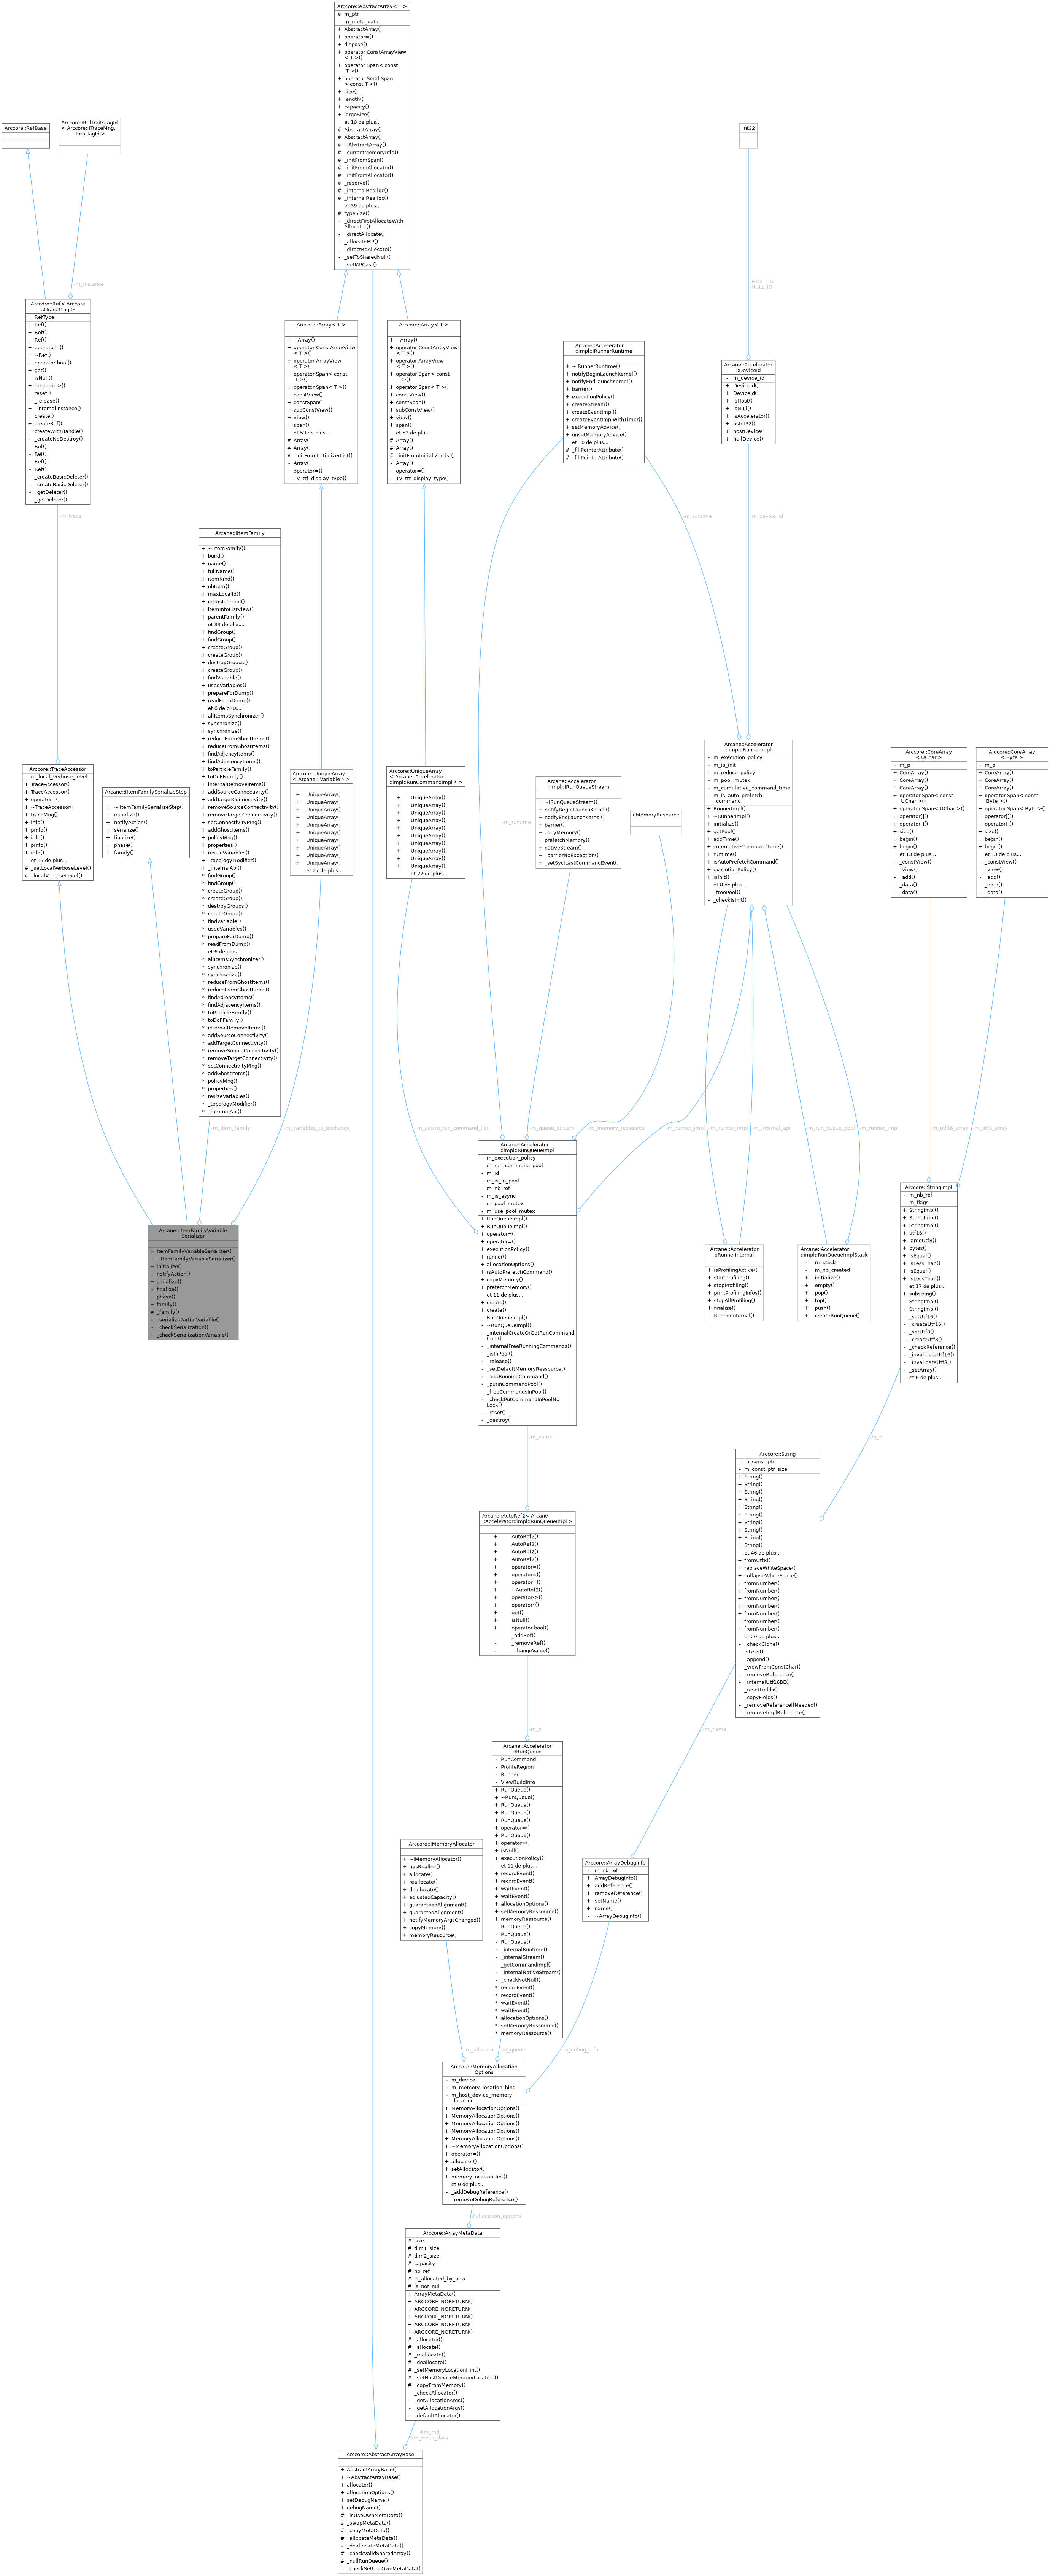 Arccore::AbstractArray< T >
# m_ptr
- m_meta_data
+ AbstractArray()
+ operator=()
+ dispose()
+ operator ConstArrayView
< T >()
+ operator Span< const
T >()
+ operator SmallSpan
< const T >()
+ size()
+ length()
+ capacity()
+ largeSize()
et 10 de plus...
# AbstractArray()
# AbstractArray()
# ~AbstractArray()
# _currentMemoryInfo()
# _initFromSpan()
# _initFromAllocator()
# _initFromAllocator()
# _reserve()
# _internalRealloc()
# _internalRealloc()
et 39 de plus...
# typeSize()
- _directFirstAllocateWith
Allocator()
- _directAllocate()
- _allocateMP()
- _directReAllocate()
- _setToSharedNull()
- _setMPCast()
Arccore::RefBase
Arccore::RefTraitsTagId
< Arccore::ITraceMng,
ImplTagId >
Int32
-m_instance
-HOST_ID
-NULL_ID
Arccore::Ref< Arccore
::ITraceMng >
+ RefType
+ Ref()
+ Ref()
+ Ref()
+ operator=()
+ ~Ref()
+ operator bool()
+ get()
+ isNull()
+ operator->()
+ reset()
+ _release()
+ _internalInstance()
+ create()
+ createRef()
+ createWithHandle()
+ _createNoDestroy()
- Ref()
- Ref()
- Ref()
- Ref()
- _createBasicDeleter()
- _createBasicDeleter()
- _getDeleter()
- _getDeleter()
Arccore::Array< T >
+ ~Array()
+ operator ConstArrayView
< T >()
+ operator ArrayView
< T >()
+ operator Span< const
T >()
+ operator Span< T >()
+ constView()
+ constSpan()
+ subConstView()
+ view()
+ span()
et 53 de plus...
# Array()
# Array()
# _initFromInitializerList()
- Array()
- operator=()
- TV_ttf_display_type()
Arccore::Array< T >
+ ~Array()
+ operator ConstArrayView
< T >()
+ operator ArrayView
< T >()
+ operator Span< const
T >()
+ operator Span< T >()
+ constView()
+ constSpan()
+ subConstView()
+ view()
+ span()
et 53 de plus...
# Array()
# Array()
# _initFromInitializerList()
- Array()
- operator=()
- TV_ttf_display_type()
Arcane::Accelerator
::impl::IRunnerRuntime
+ ~IRunnerRuntime()
+ notifyBeginLaunchKernel()
+ notifyEndLaunchKernel()
+ barrier()
+ executionPolicy()
+ createStream()
+ createEventImpl()
+ createEventImplWithTimer()
+ setMemoryAdvice()
+ unsetMemoryAdvice()
et 10 de plus...
# _fillPointerAttribute()
# _fillPointerAttribute()
Arcane::Accelerator
::DeviceId
- m_device_id
+ DeviceId()
+ DeviceId()
+ isHost()
+ isNull()
+ isAccelerator()
+ asInt32()
+ hostDevice()
+ nullDevice()
-m_trace
-m_runtime
-m_device_id
Arcane::IItemFamily
+ ~IItemFamily()
+ build()
+ name()
+ fullName()
+ itemKind()
+ nbItem()
+ maxLocalId()
+ itemsInternal()
+ itemInfoListView()
+ parentFamily()
et 33 de plus...
+ findGroup()
+ findGroup()
+ createGroup()
+ createGroup()
+ destroyGroups()
+ createGroup()
+ findVariable()
+ usedVariables()
+ prepareForDump()
+ readFromDump()
et 6 de plus...
+ allItemsSynchronizer()
+ synchronize()
+ synchronize()
+ reduceFromGhostItems()
+ reduceFromGhostItems()
+ findAdjencyItems()
+ findAdjacencyItems()
+ toParticleFamily()
+ toDoFFamily()
+ internalRemoveItems()
+ addSourceConnectivity()
+ addTargetConnectivity()
+ removeSourceConnectivity()
+ removeTargetConnectivity()
+ setConnectivityMng()
+ addGhostItems()
+ policyMng()
+ properties()
+ resizeVariables()
+ _topologyModifier()
+ _internalApi()
* findGroup()
* findGroup()
* createGroup()
* createGroup()
* destroyGroups()
* createGroup()
* findVariable()
* usedVariables()
* prepareForDump()
* readFromDump()
et 6 de plus...
* allItemsSynchronizer()
* synchronize()
* synchronize()
* reduceFromGhostItems()
* reduceFromGhostItems()
* findAdjencyItems()
* findAdjacencyItems()
* toParticleFamily()
* toDoFFamily()
* internalRemoveItems()
* addSourceConnectivity()
* addTargetConnectivity()
* removeSourceConnectivity()
* removeTargetConnectivity()
* setConnectivityMng()
* addGhostItems()
* policyMng()
* properties()
* resizeVariables()
* _topologyModifier()
* _internalApi()
Arccore::TraceAccessor
- m_local_verbose_level
+ TraceAccessor()
+ TraceAccessor()
+ operator=()
+ ~TraceAccessor()
+ traceMng()
+ info()
+ pinfo()
+ info()
+ pinfo()
+ info()
et 15 de plus...
# _setLocalVerboseLevel()
# _localVerboseLevel()
Arcane::IItemFamilySerializeStep
+ ~IItemFamilySerializeStep()
+ initialize()
+ notifyAction()
+ serialize()
+ finalize()
+ phase()
+ family()
Arccore::UniqueArray
< Arcane::IVariable * >
+ UniqueArray()
+ UniqueArray()
+ UniqueArray()
+ UniqueArray()
+ UniqueArray()
+ UniqueArray()
+ UniqueArray()
+ UniqueArray()
+ UniqueArray()
+ UniqueArray()
et 27 de plus...
Arccore::UniqueArray
< Arcane::Accelerator
::impl::RunCommandImpl * >
+ UniqueArray()
+ UniqueArray()
+ UniqueArray()
+ UniqueArray()
+ UniqueArray()
+ UniqueArray()
+ UniqueArray()
+ UniqueArray()
+ UniqueArray()
+ UniqueArray()
et 27 de plus...
-m_runtime
Arcane::Accelerator
::impl::IRunQueueStream
+ ~IRunQueueStream()
+ notifyBeginLaunchKernel()
+ notifyEndLaunchKernel()
+ barrier()
+ copyMemory()
+ prefetchMemory()
+ nativeStream()
+ _barrierNoException()
+ _setSyclLastCommandEvent()
eMemoryResource
Arcane::Accelerator
::impl::RunnerImpl
- m_execution_policy
- m_is_init
- m_reduce_policy
- m_pool_mutex
- m_cumulative_command_time
- m_is_auto_prefetch
_command
+ RunnerImpl()
+ ~RunnerImpl()
+ initialize()
+ getPool()
+ addTime()
+ cumulativeCommandTime()
+ runtime()
+ isAutoPrefetchCommand()
+ executionPolicy()
+ isInit()
et 8 de plus...
- _freePool()
- _checkIsInit()
Arccore::CoreArray
< UChar >
- m_p
+ CoreArray()
+ CoreArray()
+ CoreArray()
+ operator Span< const
UChar >()
+ operator Span< UChar >()
+ operator[]()
+ operator[]()
+ size()
+ begin()
+ begin()
et 13 de plus...
- _constView()
- _view()
- _add()
- _data()
- _data()
Arccore::CoreArray
< Byte >
- m_p
+ CoreArray()
+ CoreArray()
+ CoreArray()
+ operator Span< const
Byte >()
+ operator Span< Byte >()
+ operator[]()
+ operator[]()
+ size()
+ begin()
+ begin()
et 13 de plus...
- _constView()
- _view()
- _add()
- _data()
- _data()
-m_item_family
-m_variables_to_exchange
-m_active_run_command_list
-m_queue_stream
-m_memory_ressource
-m_runner_impl
-m_runner_impl
-m_internal_api
-m_run_queue_pool
-m_runner_impl
-m_utf16_array
-m_utf8_array
Arcane::ItemFamilyVariable
Serializer
+ ItemFamilyVariableSerializer()
+ ~ItemFamilyVariableSerializer()
+ initialize()
+ notifyAction()
+ serialize()
+ finalize()
+ phase()
+ family()
# _family()
- _serializePartialVariable()
- _checkSerialization()
- _checkSerializationVariable()
Arcane::Accelerator
::impl::RunQueueImpl
- m_execution_policy
- m_run_command_pool
- m_id
- m_is_in_pool
- m_nb_ref
- m_is_async
- m_pool_mutex
- m_use_pool_mutex
+ RunQueueImpl()
+ RunQueueImpl()
+ operator=()
+ operator=()
+ executionPolicy()
+ runner()
+ allocationOptions()
+ isAutoPrefetchCommand()
+ copyMemory()
+ prefetchMemory()
et 11 de plus...
+ create()
+ create()
- RunQueueImpl()
- ~RunQueueImpl()
- _internalCreateOrGetRunCommand
Impl()
- _internalFreeRunningCommands()
- _isInPool()
- _release()
- _setDefaultMemoryRessource()
- _addRunningCommand()
- _putInCommandPool()
- _freeCommandsInPool()
- _checkPutCommandInPoolNo
Lock()
- _reset()
- _destroy()
Arcane::Accelerator
::RunnerInternal
+ isProfilingActive()
+ startProfiling()
+ stopProfiling()
+ printProfilingInfos()
+ stopAllProfiling()
+ finalize()
- RunnerInternal()
Arcane::Accelerator
::impl::RunQueueImplStack
- m_stack
- m_nb_created
+ initialize()
+ empty()
+ pop()
+ top()
+ push()
+ createRunQueue()
Arccore::StringImpl
- m_nb_ref
- m_flags
+ StringImpl()
+ StringImpl()
+ StringImpl()
+ utf16()
+ largeUtf8()
+ bytes()
+ isEqual()
+ isLessThan()
+ isEqual()
+ isLessThan()
et 17 de plus...
+ substring()
- StringImpl()
- StringImpl()
- _setUtf16()
- _createUtf16()
- _setUtf8()
- _createUtf8()
- _checkReference()
- _invalidateUtf16()
- _invalidateUtf8()
- _setArray()
et 6 de plus...
-m_value
-m_p
Arccore::String
- m_const_ptr
- m_const_ptr_size
+ String()
+ String()
+ String()
+ String()
+ String()
+ String()
+ String()
+ String()
+ String()
+ String()
et 46 de plus...
+ fromUtf8()
+ replaceWhiteSpace()
+ collapseWhiteSpace()
+ fromNumber()
+ fromNumber()
+ fromNumber()
+ fromNumber()
+ fromNumber()
+ fromNumber()
+ fromNumber()
et 20 de plus...
- _checkClone()
- isLess()
- _append()
- _viewFromConstChar()
- _removeReference()
- _internalUtf16BE()
- _resetFields()
- _copyFields()
- _removeReferenceIfNeeded()
- _removeImplReference()
Arcane::AutoRef2< Arcane
::Accelerator::impl::RunQueueImpl >
+ AutoRef2()
+ AutoRef2()
+ AutoRef2()
+ AutoRef2()
+ operator=()
+ operator=()
+ operator=()
+ ~AutoRef2()
+ operator->()
+ operator*()
+ get()
+ isNull()
+ operator bool()
- _addRef()
- _removeRef()
- _changeValue()
-m_p
-m_name
Arcane::Accelerator
::RunQueue
- RunCommand
- ProfileRegion
- Runner
- ViewBuildInfo
+ RunQueue()
+ ~RunQueue()
+ RunQueue()
+ RunQueue()
+ RunQueue()
+ operator=()
+ RunQueue()
+ operator=()
+ isNull()
+ executionPolicy()
et 11 de plus...
+ recordEvent()
+ recordEvent()
+ waitEvent()
+ waitEvent()
+ allocationOptions()
+ setMemoryRessource()
+ memoryRessource()
- RunQueue()
- RunQueue()
- RunQueue()
- _internalRuntime()
- _internalStream()
- _getCommandImpl()
- _internalNativeStream()
- _checkNotNull()
* recordEvent()
* recordEvent()
* waitEvent()
* waitEvent()
* allocationOptions()
* setMemoryRessource()
* memoryRessource()
Arccore::IMemoryAllocator
+ ~IMemoryAllocator()
+ hasRealloc()
+ allocate()
+ reallocate()
+ deallocate()
+ adjustedCapacity()
+ guaranteedAlignment()
+ guarantedAlignment()
+ notifyMemoryArgsChanged()
+ copyMemory()
+ memoryResource()
Arccore::ArrayDebugInfo
- m_nb_ref
+ ArrayDebugInfo()
+ addReference()
+ removeReference()
+ setName()
+ name()
- ~ArrayDebugInfo()
-m_allocator
-m_queue
-m_debug_info
Arccore::MemoryAllocation
Options
- m_device
- m_memory_location_hint
- m_host_device_memory
_location
+ MemoryAllocationOptions()
+ MemoryAllocationOptions()
+ MemoryAllocationOptions()
+ MemoryAllocationOptions()
+ MemoryAllocationOptions()
+ ~MemoryAllocationOptions()
+ operator=()
+ allocator()
+ setAllocator()
+ memoryLocationHint()
et 9 de plus...
- _addDebugReference()
- _removeDebugReference()
#allocation_options
Arccore::ArrayMetaData
# size
# dim1_size
# dim2_size
# capacity
# nb_ref
# is_allocated_by_new
# is_not_null
+ ArrayMetaData()
+ ARCCORE_NORETURN()
+ ARCCORE_NORETURN()
+ ARCCORE_NORETURN()
+ ARCCORE_NORETURN()
+ ARCCORE_NORETURN()
# _allocator()
# _allocate()
# _reallocate()
# _deallocate()
# _setMemoryLocationHint()
# _setHostDeviceMemoryLocation()
# _copyFromMemory()
- _checkAllocator()
- _getAllocationArgs()
- _getAllocationArgs()
- _defaultAllocator()
#m_md
#m_meta_data
Arccore::AbstractArrayBase
+ AbstractArrayBase()
+ ~AbstractArrayBase()
+ allocator()
+ allocationOptions()
+ setDebugName()
+ debugName()
# _isUseOwnMetaData()
# _swapMetaData()
# _copyMetaData()
# _allocateMetaData()
# _deallocateMetaData()
# _checkValidSharedArray()
# _nullRunQueue()
- _checkSetUseOwnMetaData()